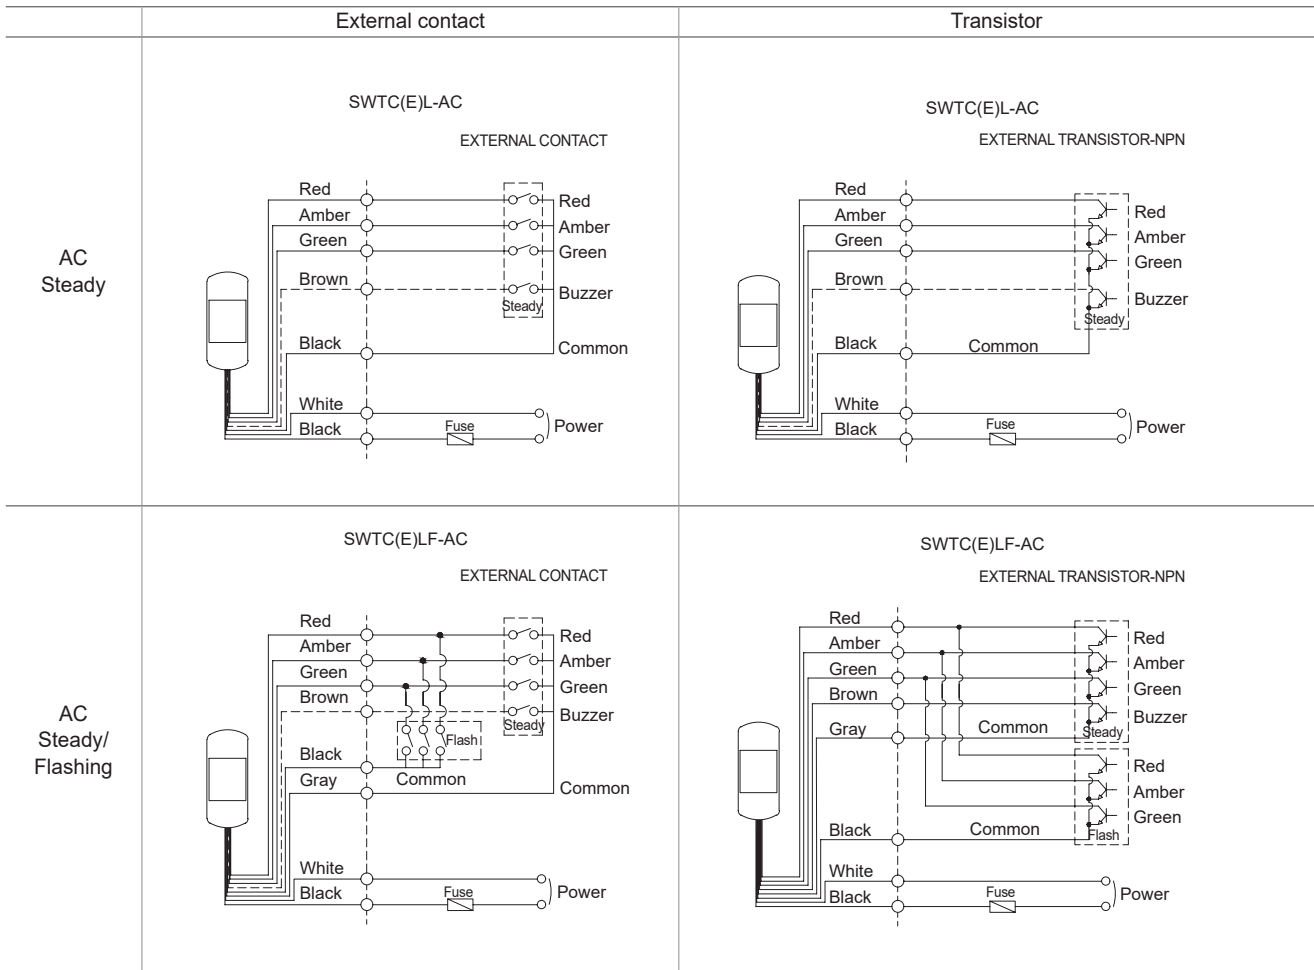 External contact
Transistor
AC
Steady
SWTC(E)L-AC
EXTERNAL CONTACT
Red
Amber
Green
Brown
Black
White
Black
Red
Amber
Green
Buzzer
Steady
Common
Fuse
Power
SWTC(E)L-AC
EXTERNAL TRANSISTOR-NPN
Red
Amber
Green
Brown
Black
White
Black
Red
Amber
Green
Buzzer
Steady
Common
Fuse
Power
AC
Steady/
Flashing
SWTC(E)LF-AC
EXTERNAL CONTACT
Red
Amber
Green
Brown
Black
Gray
White
Black
Red
Amber
Green
Buzzer
Steady
Flash
Common
Common
Fuse
Power
SWTC(E)LF-AC
EXTERNAL TRANSISTOR-NPN
Red
Amber
Green
Brown
Gray
Black
White
Black
Common
Red
Amber
Green
Buzzer
Steady
Red
Amber
Green
Flash
Common
Fuse
Power